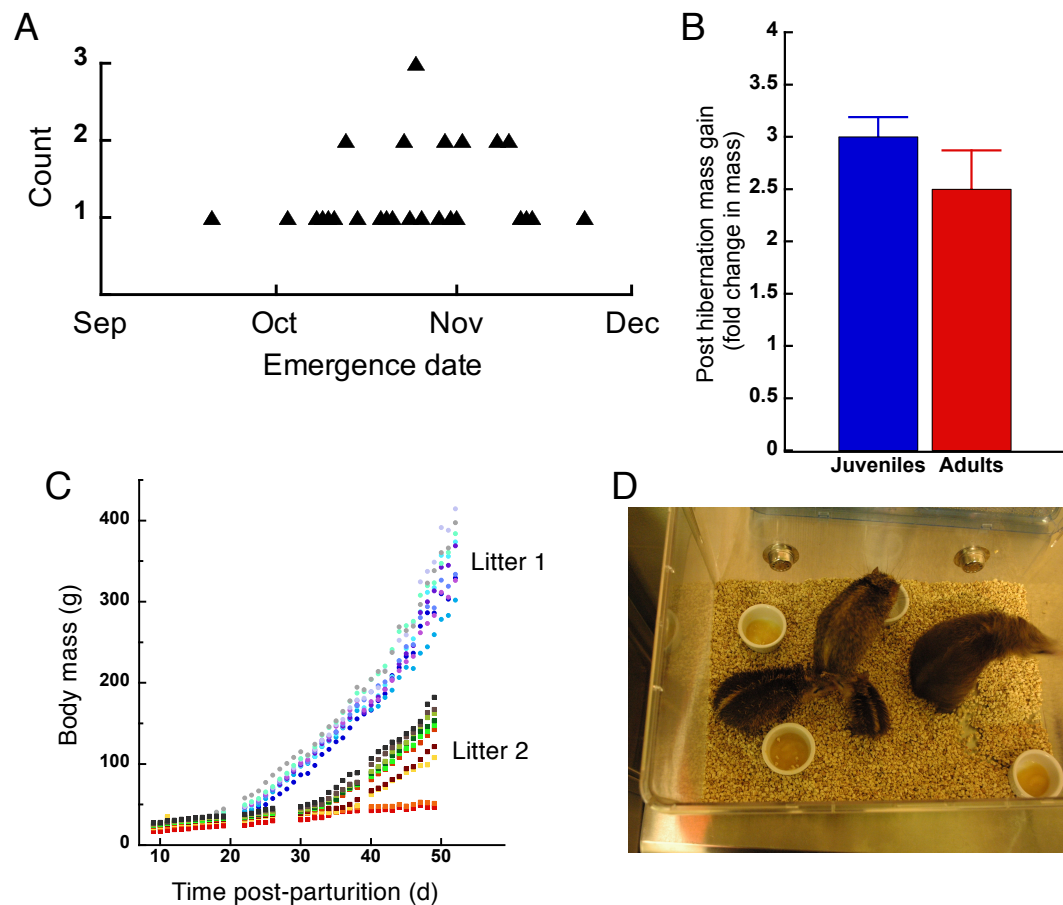 A
3
2
1
Count
Sep
Oct
Nov
Dec
Emergence date
B
4
3.5
3
2.5
2
1.5
1
0.5
0
Post hibernation mass gain
(fold change in mass)
Juveniles
Adults
C
400
300
200
100
0
Body mass (g)
10
20
30
40
50
Time post-parturition (d)
Litter 1
Litter 2
D